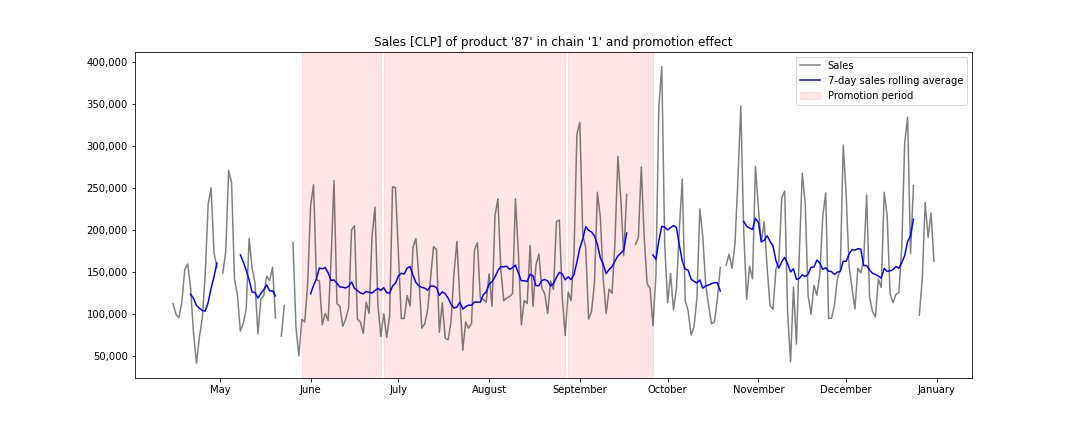 Sales [CLP] of product '87' in chain '1' and promotion effect
400,000
350,000
300,000
250,000
200,000
150,000
100,000
50,000
Sales
7-day sales rolling average
Promotion period
May June July August September October November December January